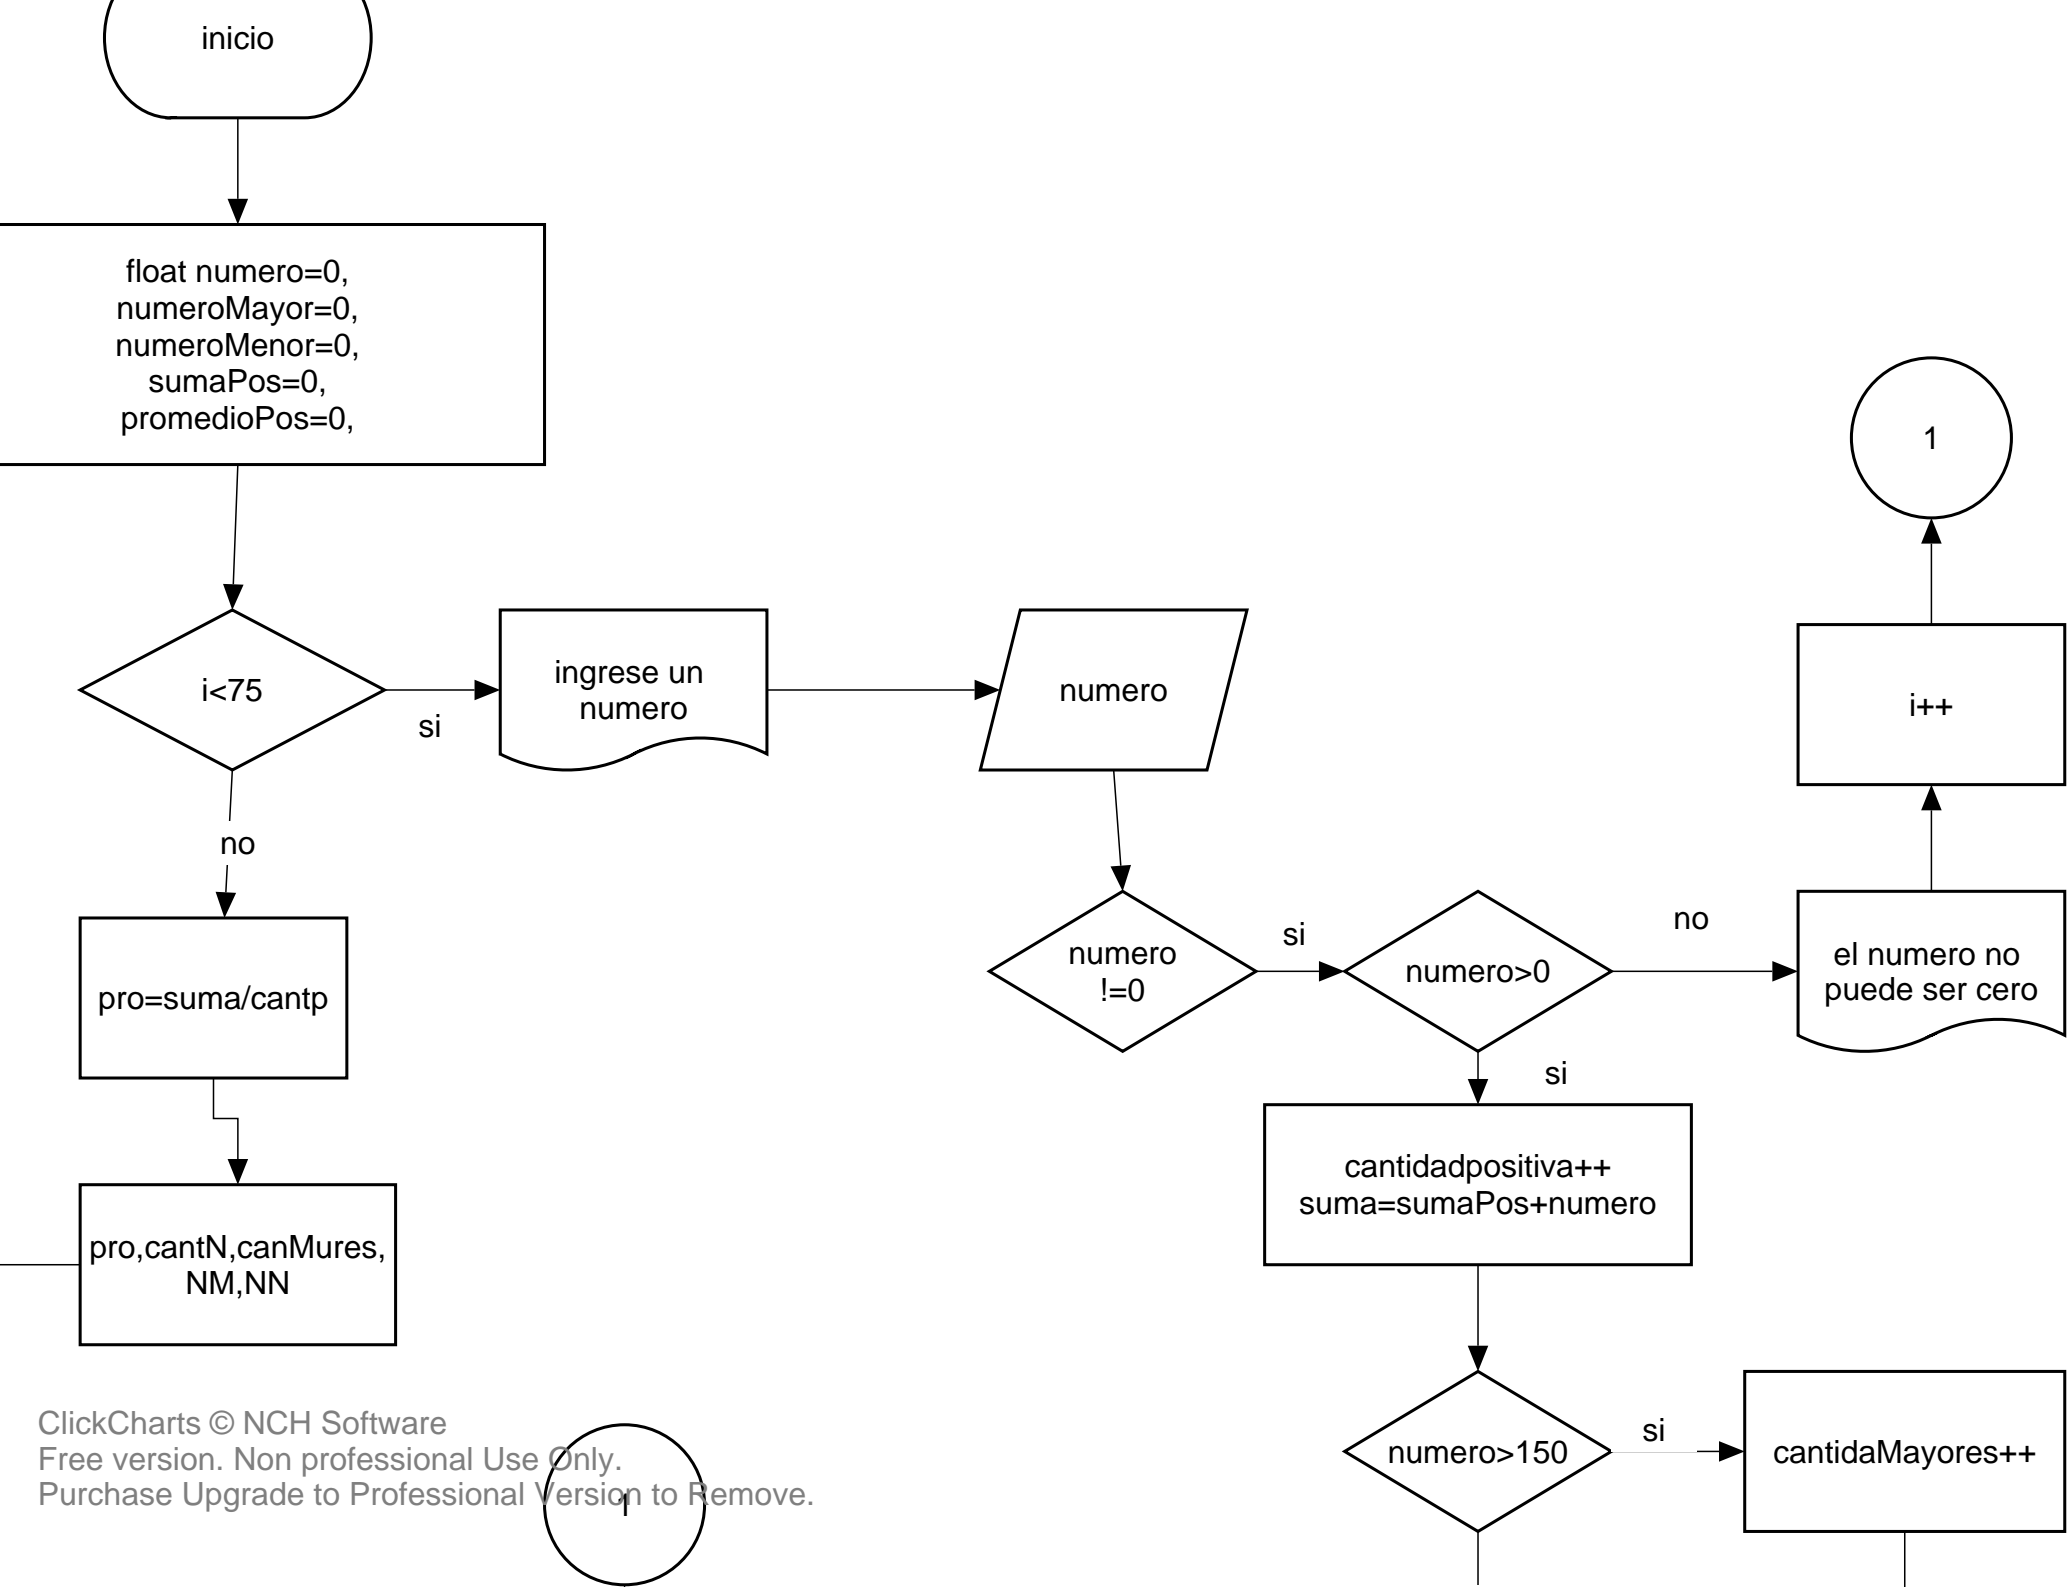 inicio
float numero=0,
numeroMayor=0,
numeroMenor=0,
sumaPos=0,
promedioPos=0,
1
i<75
si
ingrese un
numero
numero
i++
no
numero
!=0
si
numero>0
no
el numero no
puede ser cero
pro=suma/cantp
si
cantidadpositiva++
suma=sumaPos+numero
pro,cantN,canMures,
NM,NN
numero>150
si
cantidaMayores++
ClickCharts © NCH Software
Free version. Non professional Use Only.
Purchase Upgrade to Professional Version to Remove.
1